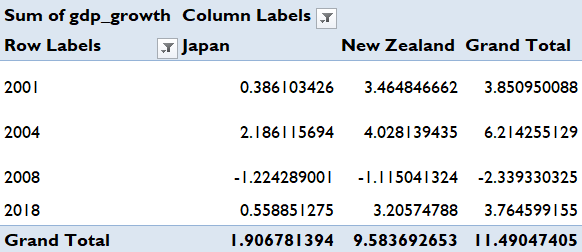 Sum of gdp_growth Column Labels
Row Labels Japan New Zealand Grand Total
2001 0.386103426 3.464846662 3.850950088
2004 2.186115694 4.028139435 6.214255129
2008 -1.224289001 -1.115041324 -2.339330325
2018 0.558851275 3.20574788 3.764599155
Grand Total 1.906781394 9.583692653 11.49047405